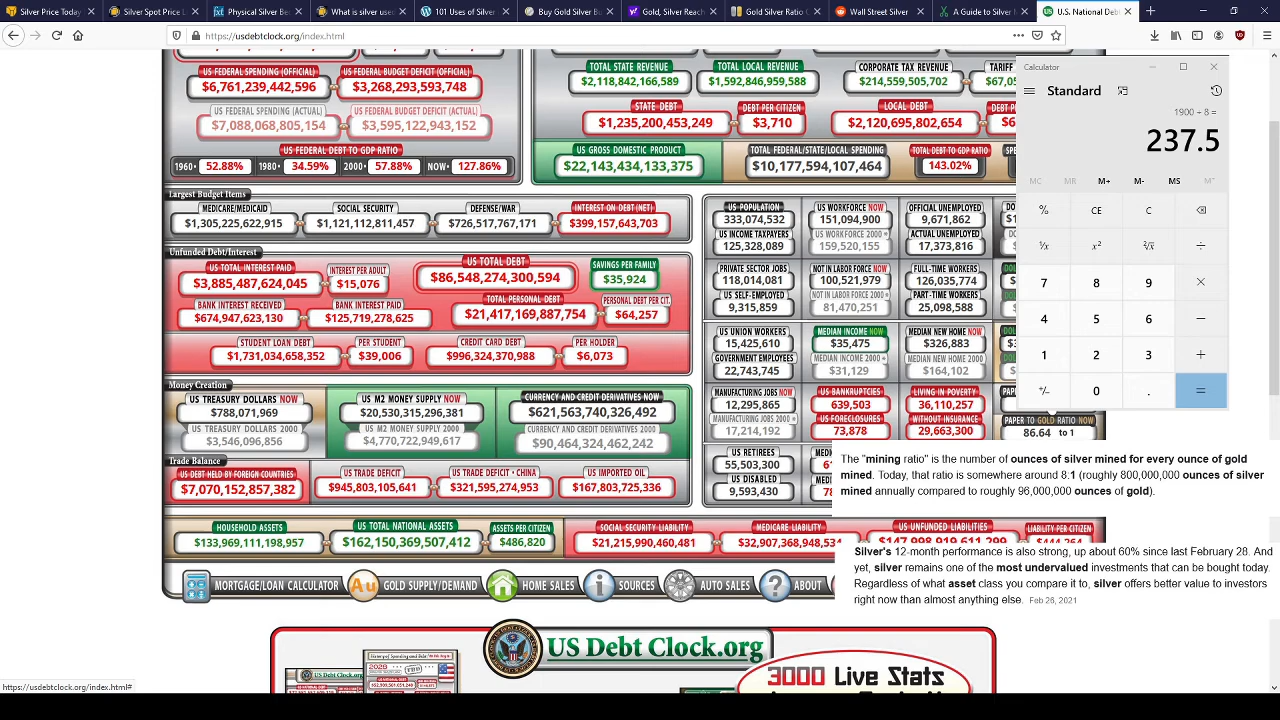 Silver Today Price
Silver Spot Price L
Physical Silver Bec
What is silver used
101 Uses of Silver
Buy Gold Silver Ba
Gold, Silver Reach
Gold Silver Ratio C
Wall Street Silver
A Guide to Silver M
U.S. National Debt
https://usdebtclock.org/index.html
US FEDERAL SPENDING (OFFICIAL) US FEDERAL BUDGET DEFICIT (OFFICIAL)
$6,761,239,442,596 $3,268,293,593,748
US FEDERAL SPENDING (ACTUAL) US FEDERAL BUDGET DEFICIT (ACTUAL)
$7,088,068,805,154 $3,595,122,943,152
US FEDERAL DEBT TO GDP RATIO
1960• 52.88% 1980• 34.59% 2000• 57.88% NOW• 127.86%
TOTAL STATE REVENUE TOTAL LOCAL REVENUE CORPORATE TAX REVENUE TARIFF
$2,118,842,166,589 $1,592,846,959,588 $214,559,505,702 $67,05
STATE DEBT DEBT PER CITIZEN LOCAL DEBT
$1,235,200,453,249 $3,710 $2,120,695,802,654
US GROSS DOMESTIC PRODUCT TOTAL FEDERAL/STATE/LOCAL SPENDING TOTAL DEBT TO GDP RATIO
$22,143,434,133,375 $10,177,594,107,464 143.02%
Largest Budget Items
MEDICARE/MEDICAID SOCIAL SECURITY DEFENSE/WAR INTEREST ON DEBT (NET)
$1,305,225,622,915 $1,121,112,811,457 $726,517,767,171 $399,157,643,703
Unfunded Debt/Interest
US TOTAL INTEREST PAID INTEREST PER ADULT US TOTAL DEBT SAVINGS PER FAMILY
$3,885,487,624,045 $15,076 $86,548,274,300,594 $35,924
BANK INTEREST RECEIVED BANK INTEREST PAID TOTAL PERSONAL DEBT PERSONAL DEBT PER CIT.
$674,947,623,130 $125,719,278,625 $21,417,169,887,754 $64,257
STUDENT LOAN DEBT PER STUDENT CREDIT CARD DEBT PER HOLDER
$1,731,034,658,352 $39,006 $996,324,370,988 $6,073
Money Creation
US TREASURY DOLLARS NOW US M2 MONEY SUPPLY NOW CURRENCY AND CREDIT DERIVATIVES NOW
$788,071,969 $20,530,315,296,381 $621,563,740,326,492
US TREASURY DOLLARS 2000 US M2 MONEY SUPPLY 2000 CURRENCY AND CREDIT DERIVATIVES 2000
$3,546,096,856 $4,770,722,949,617 $90,464,324,462,242
Trade Balance
US DEBT HELD BY FOREIGN COUNTRIES US TRADE DEFICIT US TRADE DEFICIT • CHINA US IMPORTED OIL
$7,070,152,857,382 $945,803,105,641 $321,595,274,953 $167,803,725,336
US POPULATION US WORKFORCE NOW OFFICIAL UNEMPLOYED
333,074,532 151,094,900 9,671,862
US INCOME TAXPAYERS US WORKFORCE 2000 ACTUAL UNEMPLOYED
125,328,089 159,520,155 17,373,816
PRIVATE SECTOR JOBS NOT IN LABOR FORCE NOW FULL-TIME WORKERS
118,014,081 100,521,979 126,035,774
US SELF-EMPLOYED NOT IN LABOR FORCE 2000 PART-TIME WORKERS
9,315,859 81,470,251 25,098,588
US UNION WORKERS MEDIAN INCOME NOW MEDIAN NEW HOME NOW
15,425,610 $35,475 $326,883
GOVERNMENT EMPLOYEES MEDIAN INCOME 2000 MEDIAN NEW HOME 2000
22,743,745 $31,129 $164,102
MANUFACTURING JOBS NOW US BANKRUPTCIES LIVING IN POVERTY
12,295,865 639,503 36,110,257
MANUFACTURING JOBS 2000 US FORECLOSURES WITHOUT INSURANCE PAPER TO GOLD RATIO NOW
17,214,192 73,878 29,663,300 86.64 to 1
US RETIREES
55,503,300
US DISABLED
9,593,430
HOUSEHOLD ASSETS US TOTAL NATIONAL ASSETS ASSETS PER CITIZEN SOCIAL SECURITY LIABILITY MEDICARE LIABILITY US UNFUNDED LIABILITIES LIABILITY PER CITIZEN
$133,969,111,198,957 $162,150,369,507,412 $486,820 $21,215,990,460,481 $32,907,368,948,534 $147,998,919,611,299 $444,264
MORTGAGE/LOAN CALCULATOR Au GOLD SUPPLY/DEMAND HOME SALES SOURCES AUTO SALES ? ABOUT
US Debt Clock.org
3000 Live Stats
https://usdebtclock.org/index.html#
Calculator
Standard
1900 ÷ 8 =
237.5
MC MR M+ M- MS M˅
% CE C
¹/x x² ²√x ÷
7 8 9 ×
4 5 6 −
1 2 3 +
+/− 0 . =
The "mining ratio" is the number of ounces of silver mined for every ounce of gold
mined. Today, that ratio is somewhere around 8:1 (roughly 800,000,000 ounces of silver
mined annually compared to roughly 96,000,000 ounces of gold).
Silver's 12-month performance is also strong, up about 60% since last February 28. And
yet, silver remains one of the most undervalued investments that can be bought today.
Regardless of what asset class you compare it to, silver offers better value to investors
right now than almost anything else. Feb 26, 2021